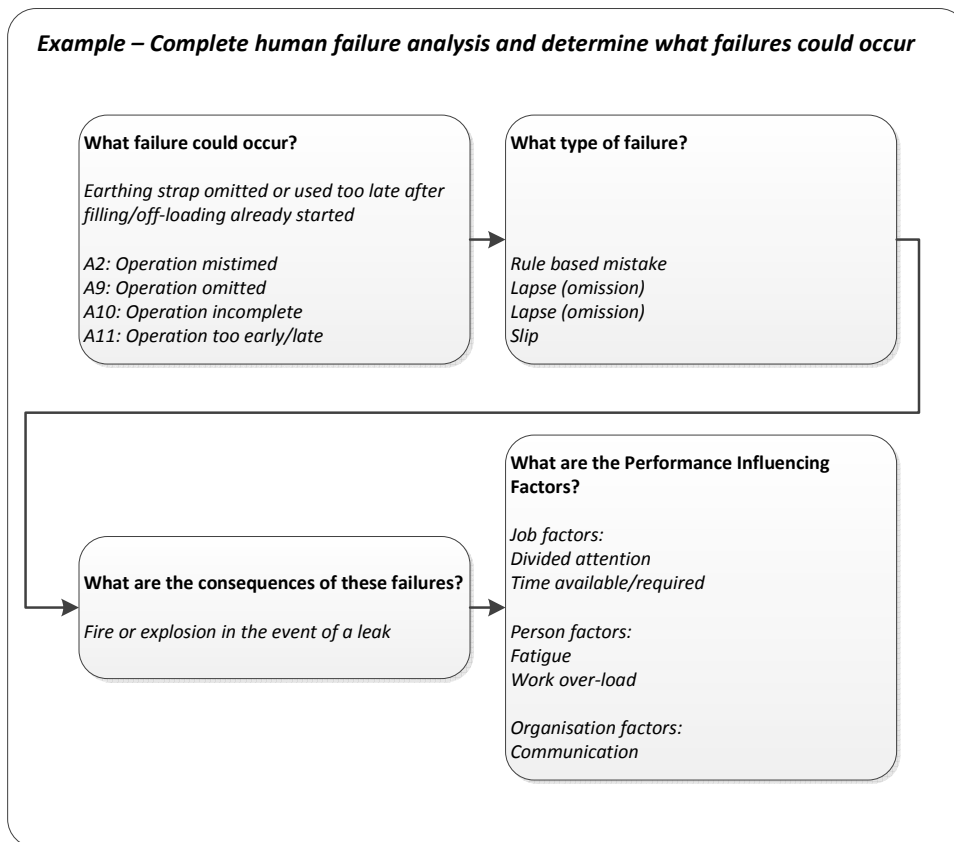 Example – Complete human failure analysis and determine what failures could occur
What failure could occur?
Earthing strap omitted or used too late after
filling/off-loading already started
A2: Operation mistimed
A9: Operation omitted
A10: Operation incomplete
A11: Operation too early/late
What type of failure?
Rule based mistake
Lapse (omission)
Lapse (omission)
Slip
What are the consequences of these failures?
Fire or explosion in the event of a leak
What are the Performance Influencing
Factors?
Job factors:
Divided attention
Time available/required
Person factors:
Fatigue
Work over-load
Organisation factors:
Communication